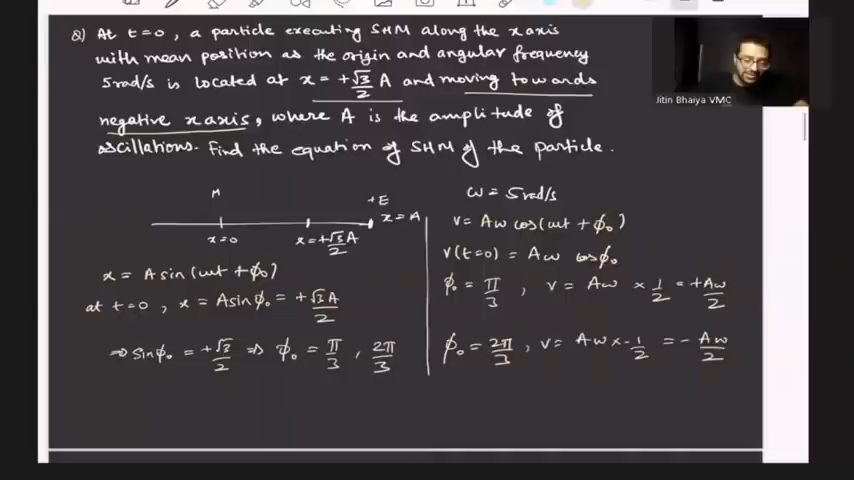 Q) At t=0, a particle executing SHM along the x axis
with mean position as the origin and angular frequency
5 rad/s is located at x = +√3/2 A and moving towards
negative x axis, where A is the amplitude of
oscillations. Find the equation of SHM of the particle.
Jitin Bhaiya VMC
M
+E
x=A
x=0
x=+√3/2 A
x = A sin(ωt + ϕ₀)
at t=0, x = A sin ϕ₀ = +√3A/2
⇒ sin ϕ₀ = +√3/2 ⇒ ϕ₀ = π/3, 2π/3
ω = 5 rad/s
v = Aω cos(ωt + ϕ₀)
v(t=0) = Aω cos ϕ₀
ϕ₀ = π/3, v = Aω × 1/2 = +Aω/2
ϕ₀ = 2π/3, v = Aω × -1/2 = - Aω/2